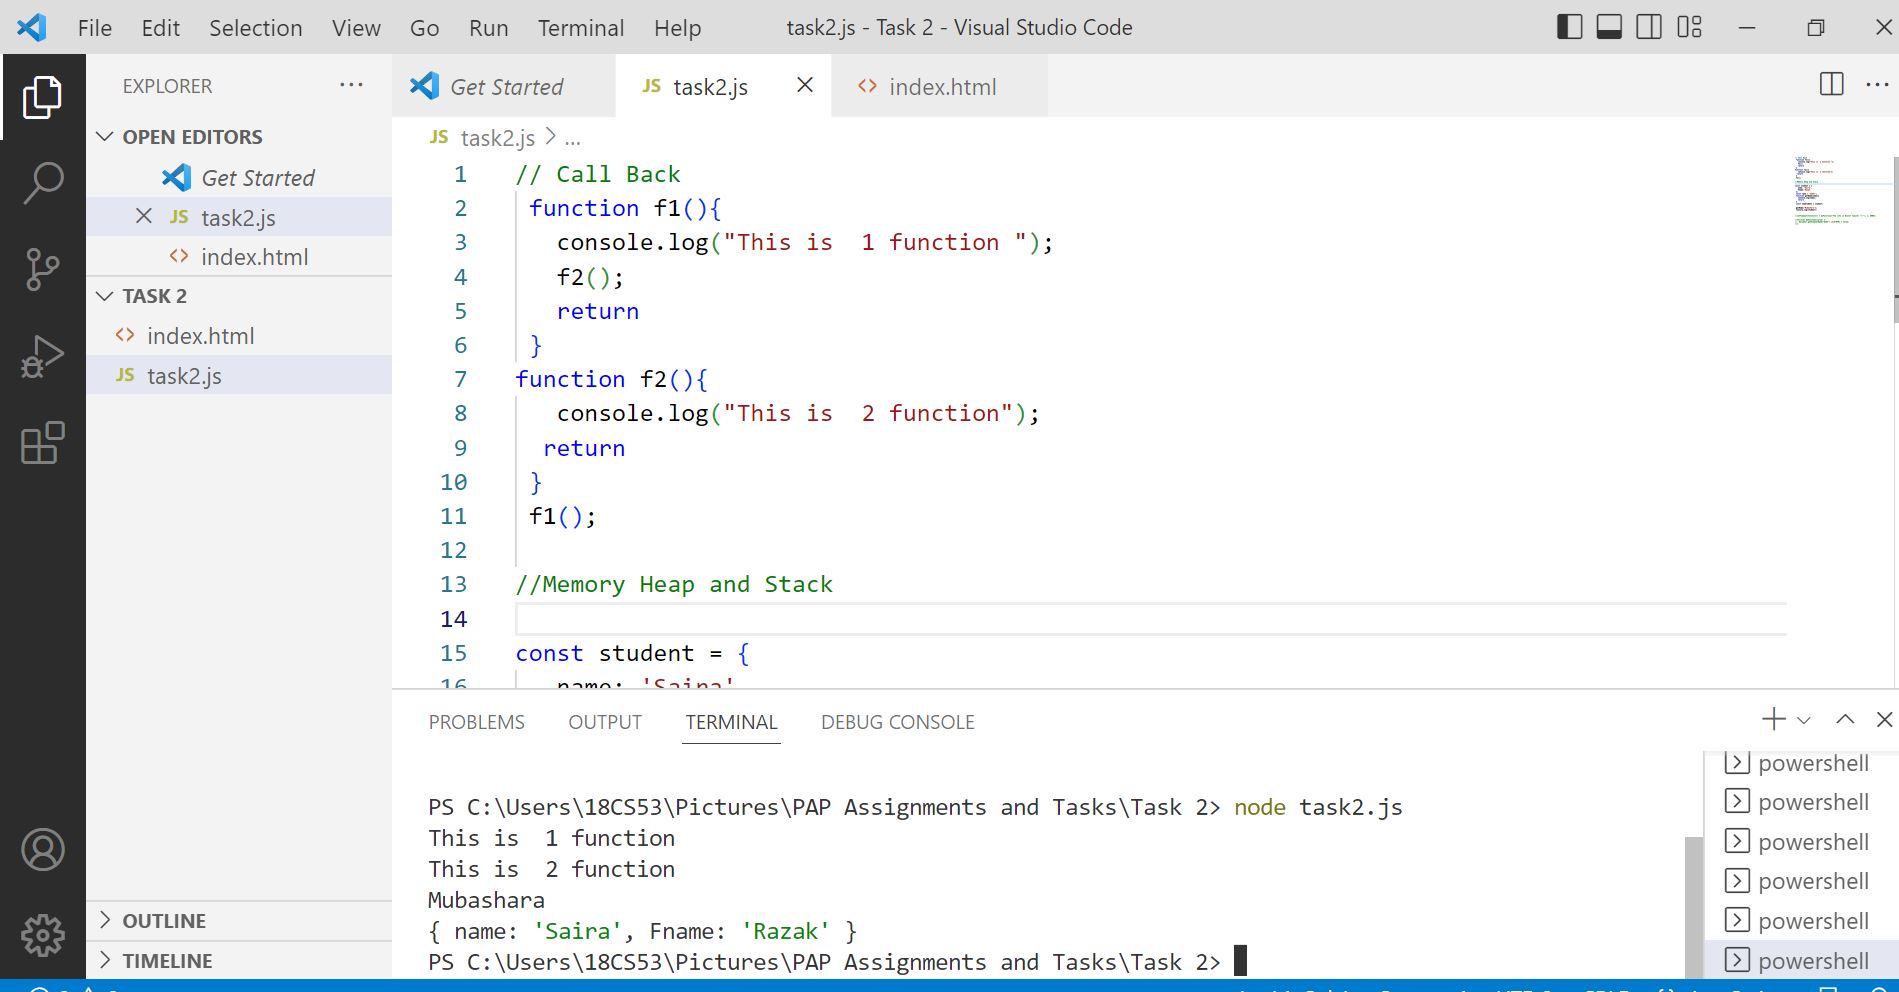 File Edit Selection View Go Run Terminal Help task2.js - Task 2 - Visual Studio Code
EXPLORER
OPEN EDITORS
Get Started
JS task2.js
<> index.html
TASK 2
<> index.html
JS task2.js
OUTLINE
TIMELINE
Get Started JS task2.js <> index.html
JS task2.js > ...
1 // Call Back
2 function f1(){
3 console.log("This is  1 function ");
4 f2();
5 return
6 }
7 function f2(){
8 console.log("This is  2 function");
9 return
10 }
11 f1();
12
13 //Memory Heap and Stack
14
15 const student = {
16 name: 'Saira'
PROBLEMS OUTPUT TERMINAL DEBUG CONSOLE
PS C:\Users\18CS53\Pictures\PAP Assignments and Tasks\Task 2> node task2.js
This is  1 function
This is  2 function
Mubashara
{ name: 'Saira', Fname: 'Razak' }
PS C:\Users\18CS53\Pictures\PAP Assignments and Tasks\Task 2>
powershell
powershell
powershell
powershell
powershell
powershell